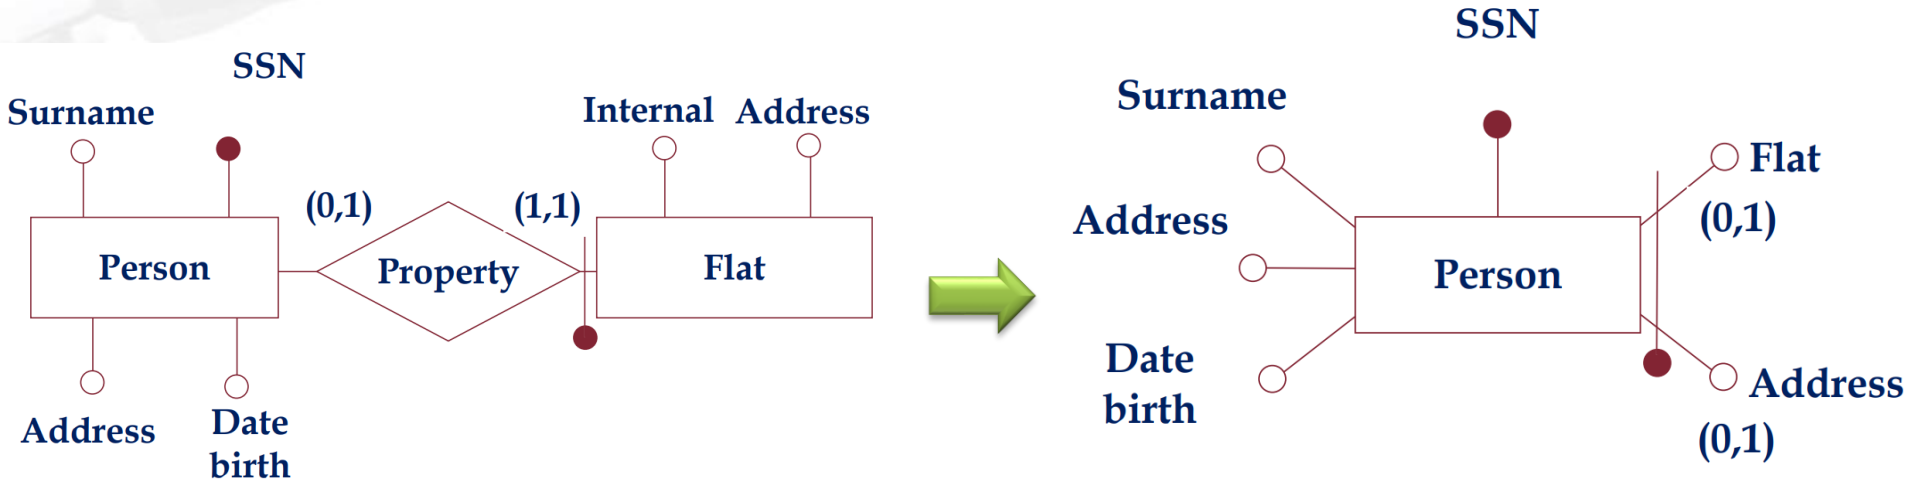 SSN
Surname
Internal
Address
(0,1)
(1,1)
Person
Property
Flat
Address
Date
birth
SSN
Surname
Flat
(0,1)
Address
Person
Date
birth
Address
(0,1)